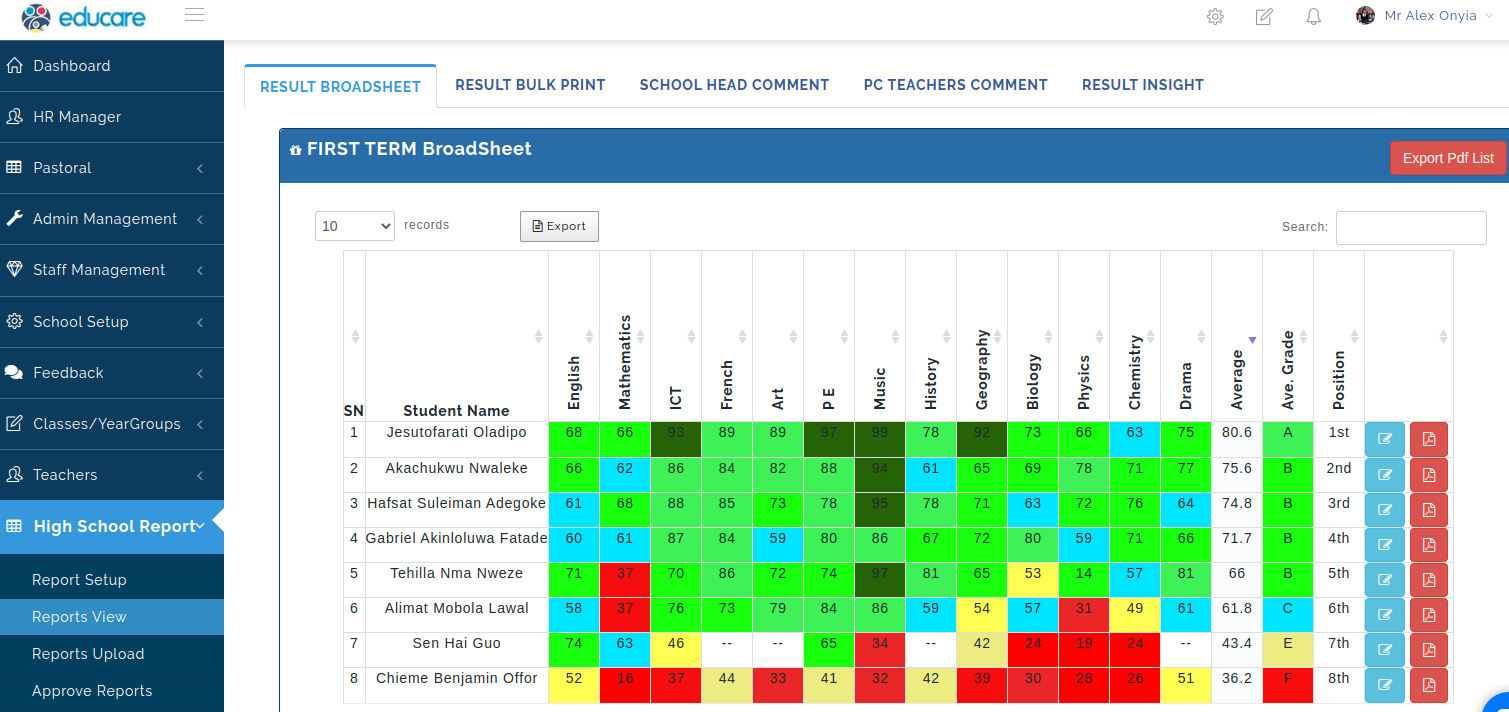 educare
Mr Alex Onyia
Dashboard
HR Manager
Pastoral
Admin Management
Staff Management
School Setup
Feedback
Classes/YearGroups
Teachers
High School Report
Report Setup
Reports View
Reports Upload
Approve Reports
RESULT BROADSHEET RESULT BULK PRINT SCHOOL HEAD COMMENT PC TEACHERS COMMENT RESULT INSIGHT
FIRST TERM BroadSheet
Export Pdf List
10 records Export Search:
SN Student Name English Mathematics ICT French Art P E Music History Geography Biology Physics Chemistry Drama Average Ave. Grade Position
1 Jesutofarati Oladipo 68 66 93 89 89 97 99 78 92 73 66 63 75 80.6 A 1st
2 Akachukwu Nwaleke 66 62 86 84 82 88 94 61 65 69 78 71 77 75.6 B 2nd
3 Hafsat Suleiman Adegoke 61 68 88 85 73 78 95 78 71 63 72 76 64 74.8 B 3rd
4 Gabriel Akinloluwa Fatade 60 61 87 84 59 80 86 67 72 80 59 71 66 71.7 B 4th
5 Tehilla Nma Nweze 71 37 70 86 72 74 97 81 65 53 14 57 81 66 B 5th
6 Alimat Mobola Lawal 58 37 76 73 79 84 86 59 54 57 31 49 61 61.8 C 6th
7 Sen Hai Guo 74 63 46 -- -- 65 34 -- 42 24 19 24 -- 43.4 E 7th
8 Chieme Benjamin Offor 52 16 37 44 33 41 32 42 39 30 28 26 51 36.2 F 8th